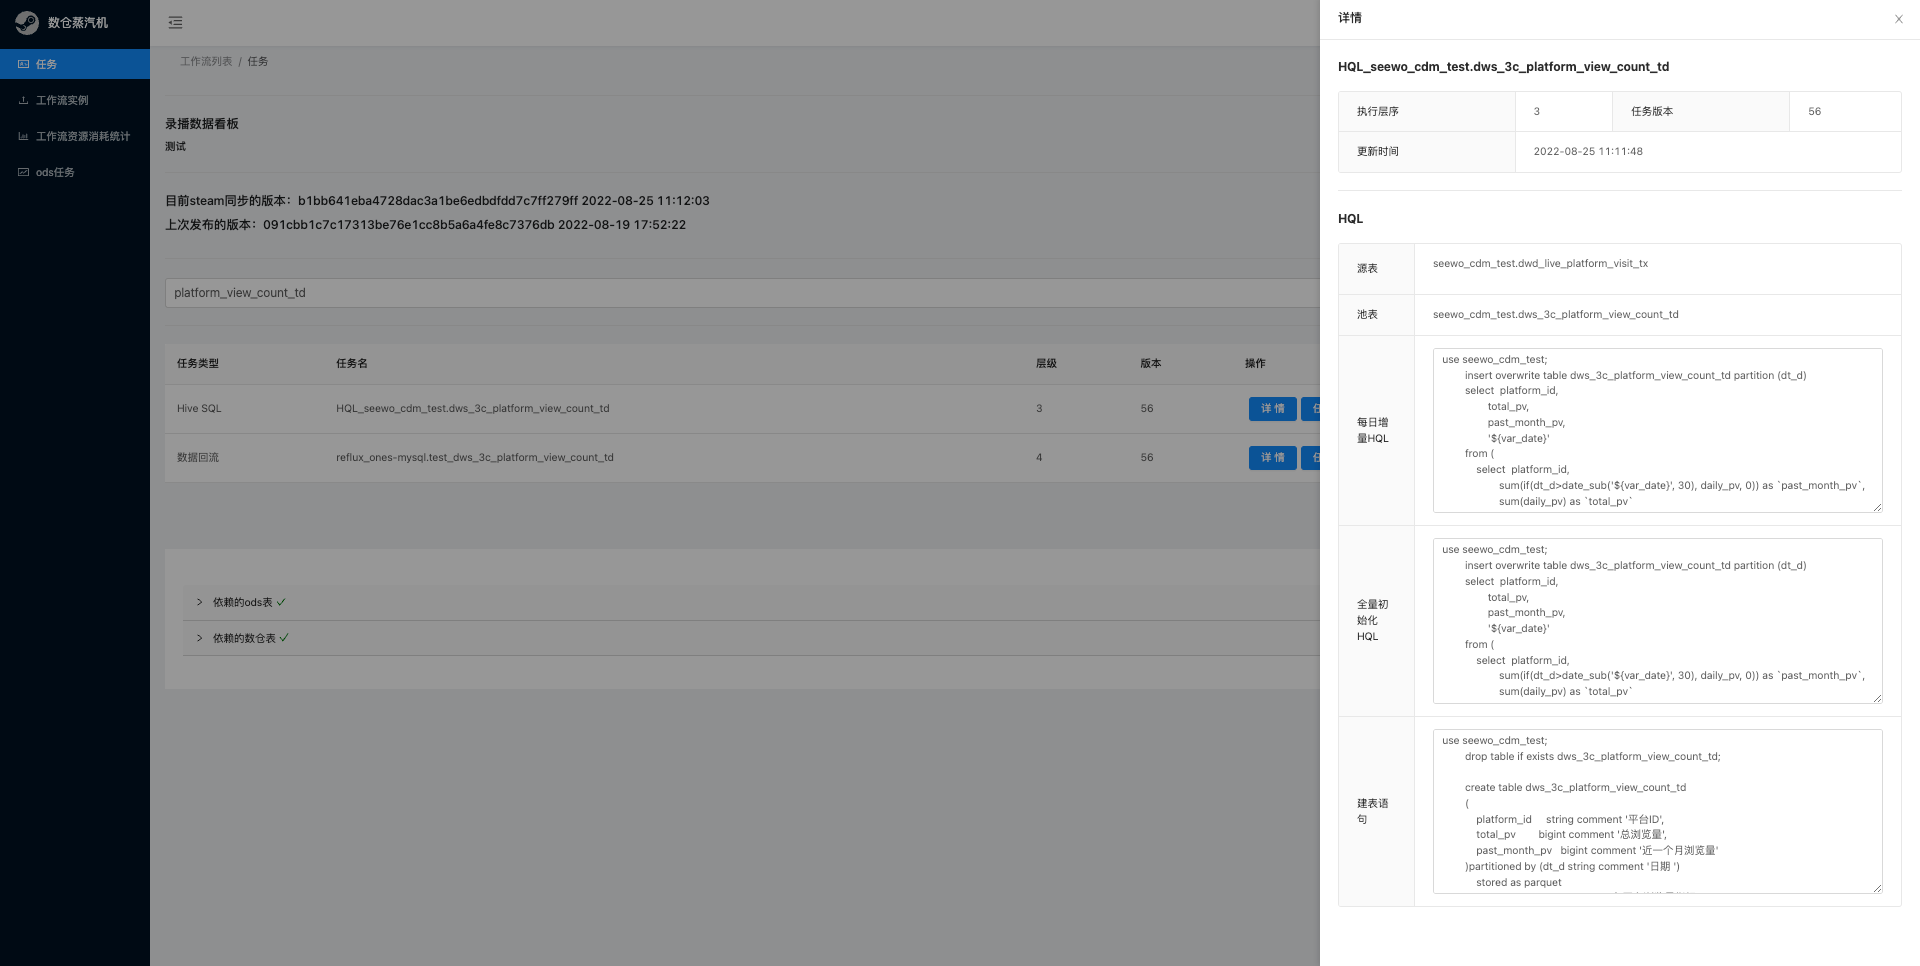 数仓蒸汽机
任务
工作流实例
工作流资源消耗统计
ods任务
工作流列表 / 任务
录播数据看板
测试
目前steam同步的版本：b1bb641eba4728dac3a1be6edbdfdd7c7ff279ff 2022-08-25 11:12:03
上次发布的版本：091cbb1c7c17313be76e1cc8b5a6a4fe8c7376db 2022-08-19 17:52:22
platform_view_count_td
任务类型 任务名 层级 版本 操作
Hive SQL HQL_seewo_cdm_test.dws_3c_platform_view_count_td 3 56 详 情
数据回流 reflux_ones-mysql.test_dws_3c_platform_view_count_td 4 56 详 情
依赖的ods表
依赖的数仓表
详情
HQL_seewo_cdm_test.dws_3c_platform_view_count_td
执行层序 3 任务版本 56
更新时间 2022-08-25 11:11:48
HQL
源表 seewo_cdm_test.dwd_live_platform_visit_tx
池表 seewo_cdm_test.dws_3c_platform_view_count_td
每日增
量HQL
use seewo_cdm_test;
insert overwrite table dws_3c_platform_view_count_td partition (dt_d)
select platform_id,
total_pv,
past_month_pv,
'${var_date}'
from (
select platform_id,
sum(if(dt_d>date_sub('${var_date}', 30), daily_pv, 0)) as `past_month_pv`,
sum(daily_pv) as `total_pv`
全量初
始化
HQL
use seewo_cdm_test;
insert overwrite table dws_3c_platform_view_count_td partition (dt_d)
select platform_id,
total_pv,
past_month_pv,
'${var_date}'
from (
select platform_id,
sum(if(dt_d>date_sub('${var_date}', 30), daily_pv, 0)) as `past_month_pv`,
sum(daily_pv) as `total_pv`
建表语
句
use seewo_cdm_test;
drop table if exists dws_3c_platform_view_count_td;
create table dws_3c_platform_view_count_td
(
platform_id string comment '平台ID',
total_pv bigint comment '总浏览量',
past_month_pv bigint comment '近一个月浏览量'
)partitioned by (dt_d string comment '日期 ')
stored as parquet